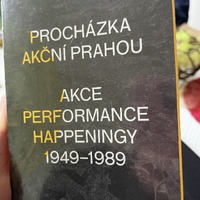 PROCHÁZKA
AKČNÍ PRAHOU
AKCE
PERFORMANCE
HAPPENINGY
1949–1989